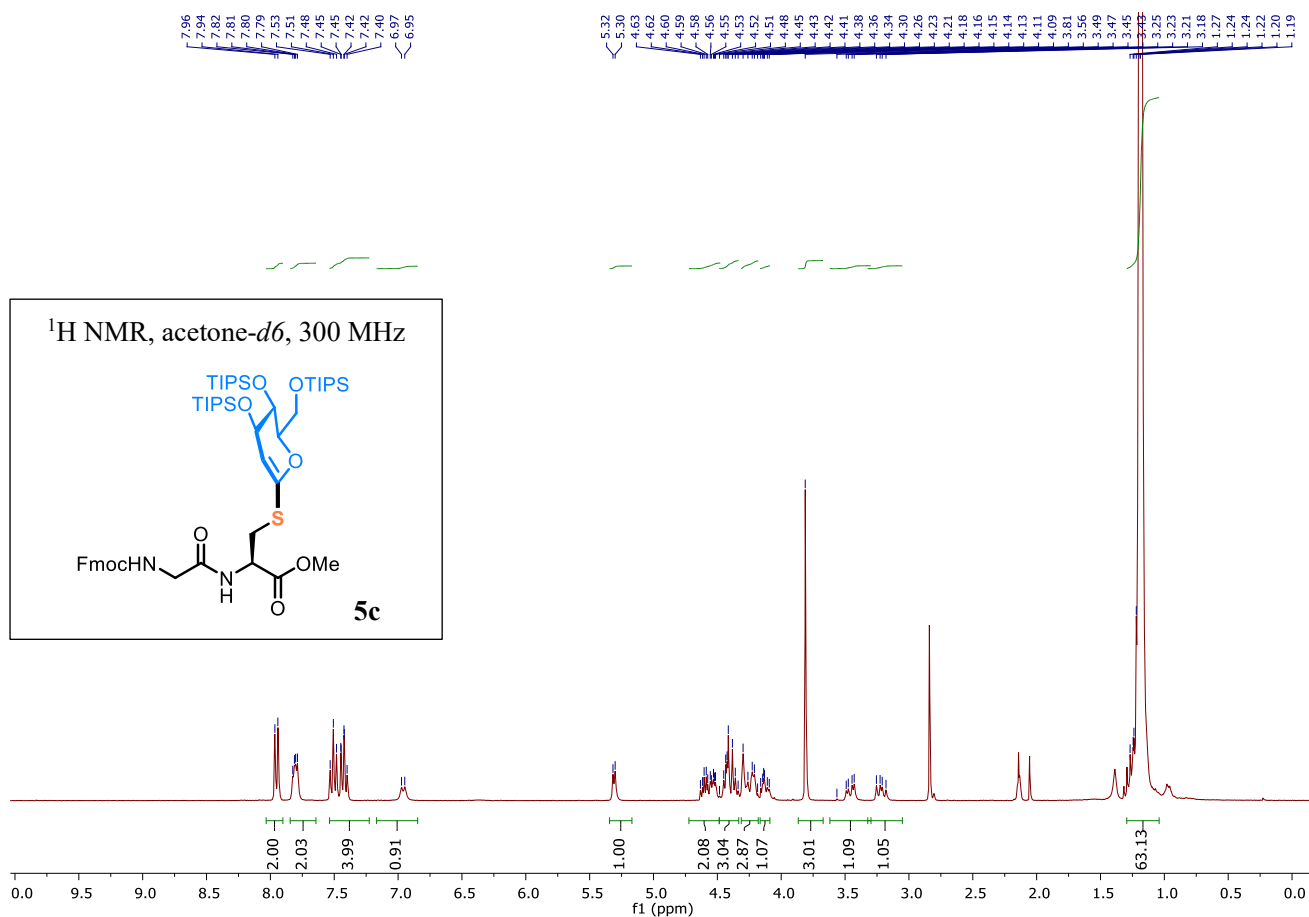 7.96 7.94 7.82 7.81 7.80 7.79 7.53 7.51 7.48 7.45 7.45 7.42 7.42 7.40 6.97 6.95 5.32 5.30 4.63 4.62 4.60 4.59 4.58 4.56 4.55 4.53 4.52 4.51 4.48 4.45 4.43 4.42 4.41 4.38 4.36 4.34 4.30 4.26 4.23 4.21 4.18 4.16 4.15 4.14 4.13 4.11 4.09 3.81 3.56 3.49 3.47 3.45 3.43 3.25 3.23 3.21 3.18 1.27 1.24 1.24 1.22 1.20 1.19
¹H NMR, acetone-d6, 300 MHz
TIPSO OTIPS
TIPSO
O
S
O
FmocHN
N
H
OMe
O
5c
2.00 2.03 3.99 0.91 1.00 2.08 3.04 2.87 1.07 3.01 1.09 1.05 63.13
0.0 9.5 9.0 8.5 8.0 7.5 7.0 6.5 6.0 5.5 5.0 4.5 4.0 3.5 3.0 2.5 2.0 1.5 1.0 0.5 0.0
f1 (ppm)